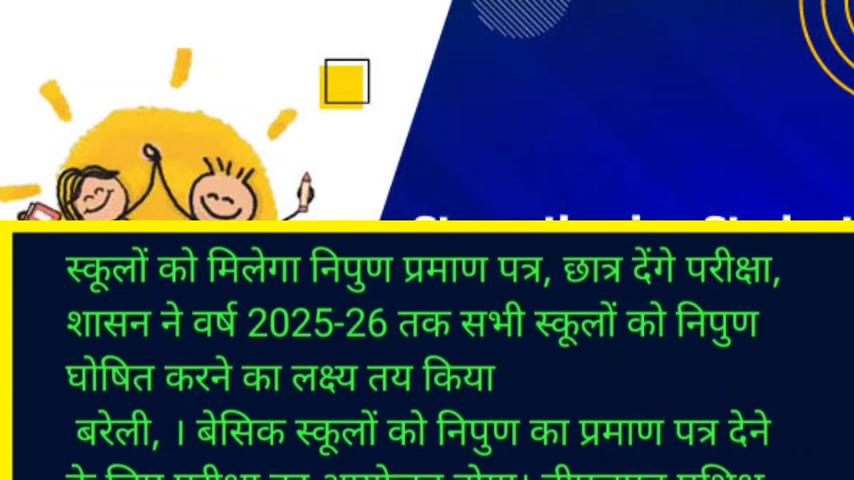 स्कूलों को मिलेगा निपुण प्रमाण पत्र, छात्र देंगे परीक्षा,
शासन ने वर्ष 2025-26 तक सभी स्कूलों को निपुण
घोषित करने का लक्ष्य तय किया
बरेली, । बेसिक स्कूलों को निपुण का प्रमाण पत्र देने